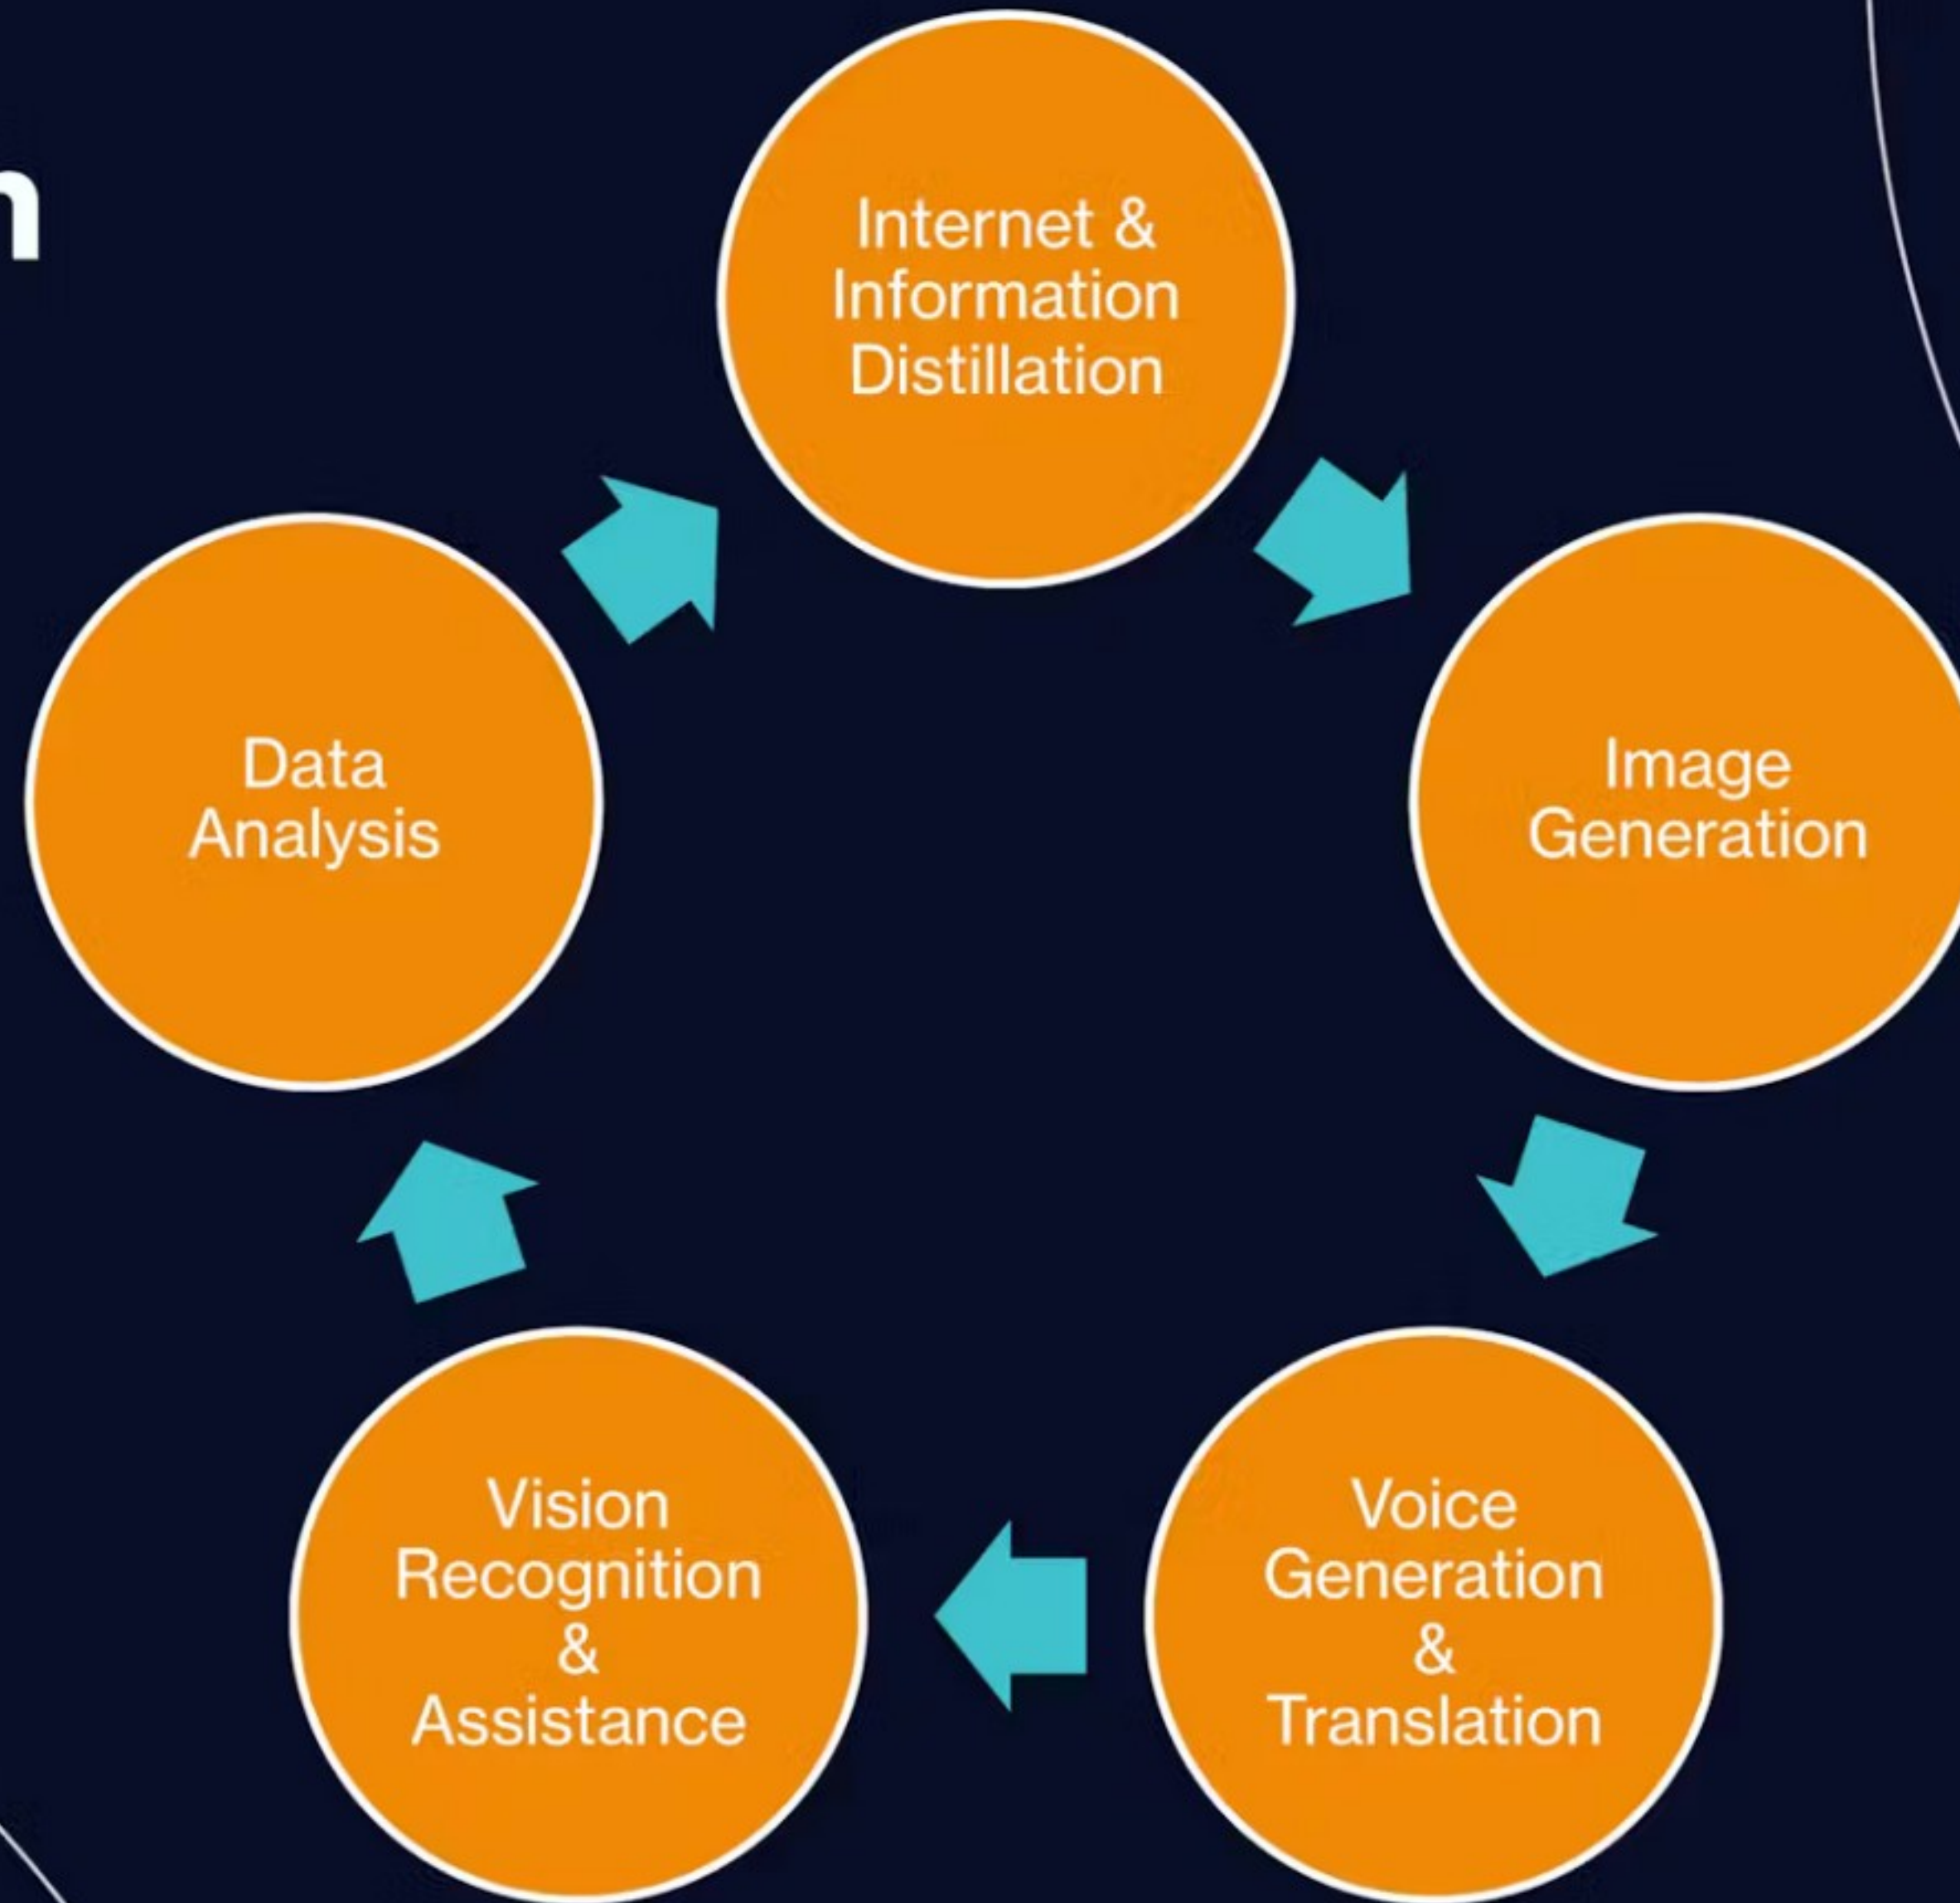 Internet &
Information
Distillation
Image
Generation
Voice
Generation
&
Translation
Vision
Recognition
&
Assistance
Data
Analysis